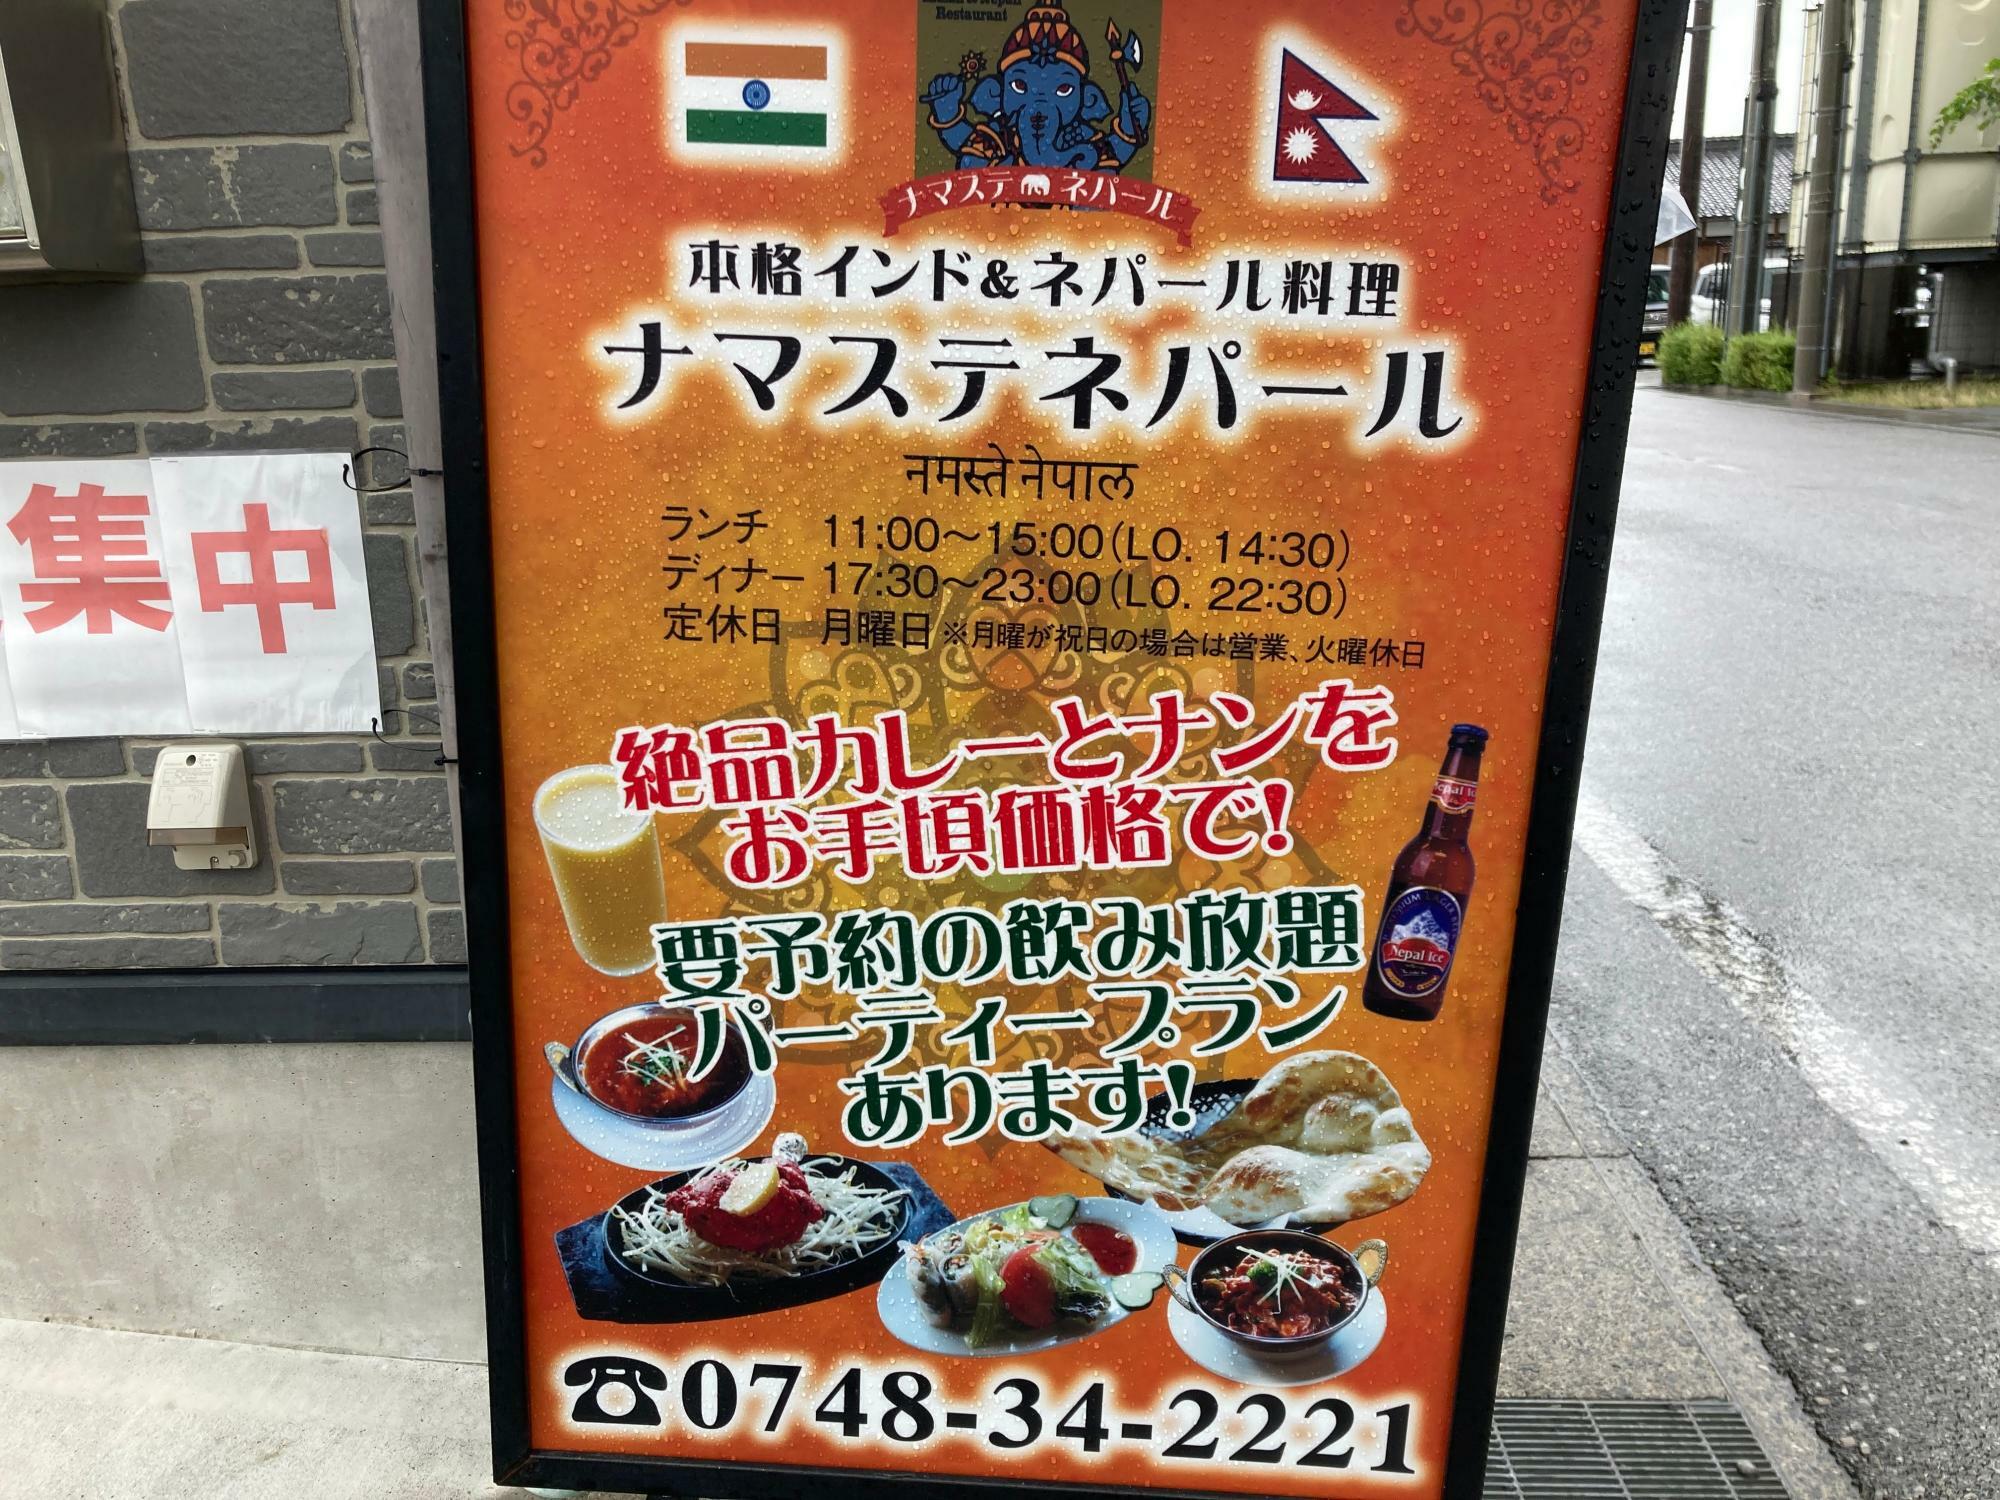 Restaurant
ナマステ ネパール
本格インド&ネパール料理
ナマステネパール
नमस्ते नेपाल
ランチ 11:00～15:00(LO. 14:30)
ディナー 17:30～23:00(LO. 22:30)
定休日 月曜日 ※月曜が祝日の場合は営業、火曜休日
絶品カレーとナンを
お手頃価格で!
要予約の飲み放題
パーティープラン
あります!
Nepal Ice
0748-34-2221
集中